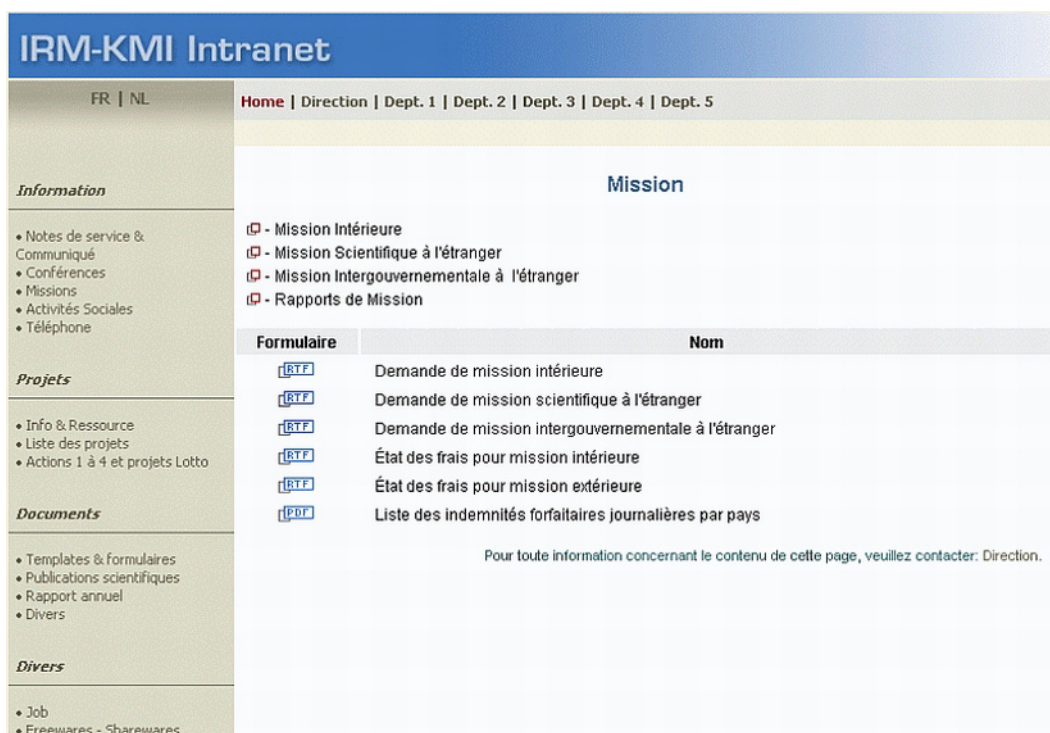 IRM-KMI Intranet
FR | NL
Home | Direction | Dept. 1 | Dept. 2 | Dept. 3 | Dept. 4 | Dept. 5
Information
• Notes de service &
Communiqué
• Conférences
• Missions
• Activités Sociales
• Téléphone
Projets
• Info & Ressource
• Liste des projets
• Actions 1 à 4 et projets Lotto
Documents
• Templates & formulaires
• Publications scientifiques
• Rapport annuel
• Divers
Divers
• Job
• Freewares - Sharewares
Mission
- Mission Intérieure
- Mission Scientifique à l'étranger
- Mission Intergouvernementale à l'étranger
- Rapports de Mission
Formulaire Nom
RTF Demande de mission intérieure
RTF Demande de mission scientifique à l'étranger
RTF Demande de mission intergouvernementale à l'étranger
RTF État des frais pour mission intérieure
RTF État des frais pour mission extérieure
PDF Liste des indemnités forfaitaires journalières par pays
Pour toute information concernant le contenu de cette page, veuillez contacter: Direction.